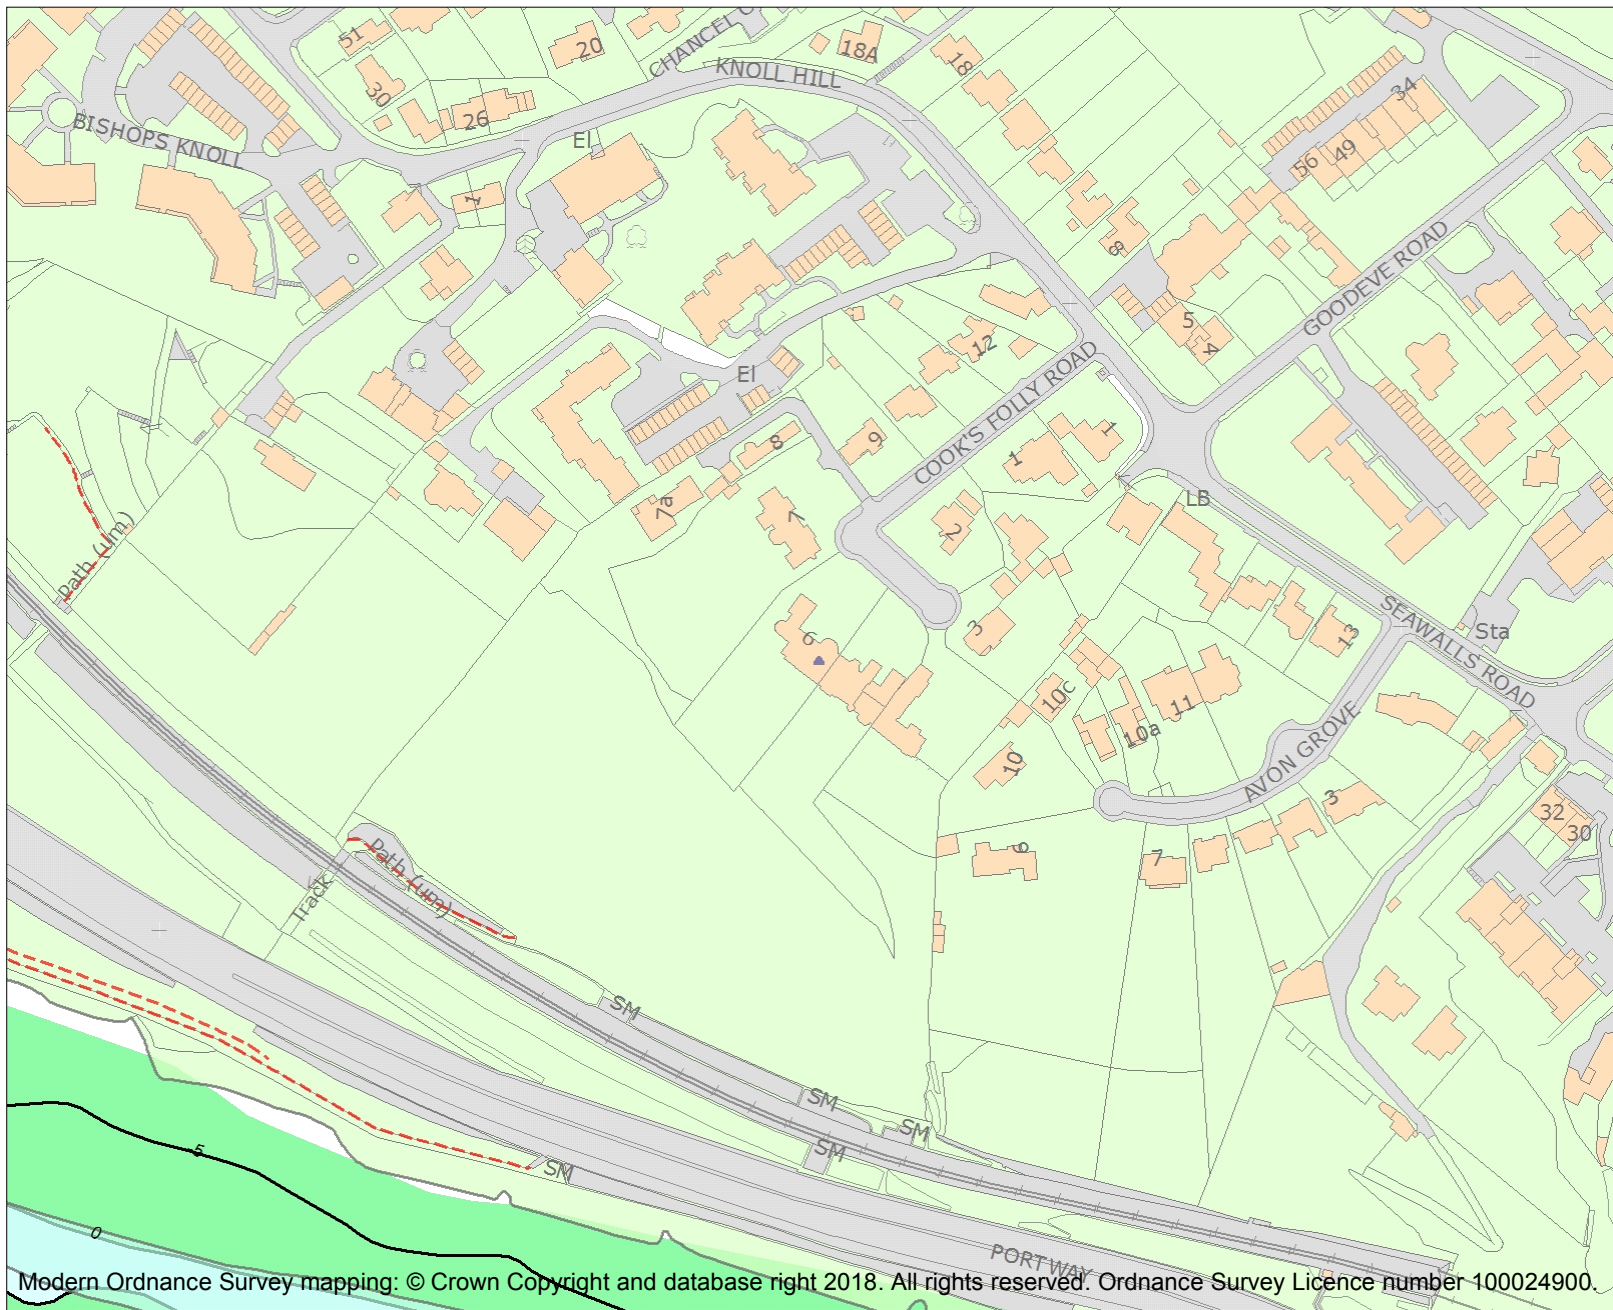 51
20
CHANCEL C
18A
18
KNOLL HILL
30
26
34
El
BISHOPS KNOLL
56
49
1
8
GOODEVE ROAD
5
4
12
El
COOK'S FOLLY ROAD
8
9
1
1
7a
7
LB
2
Path (um)
SEAWALLS ROAD
3
6
13
Sta
10c
11
10a
10
AVON GROVE
3
32
30
9
7
Path (um)
Track
SM
SM
SM
SM
SM
5
0
PORTWAY
Modern Ordnance Survey mapping: © Crown Copyright and database right 2018. All rights reserved. Ordnance Survey Licence number 100024900.